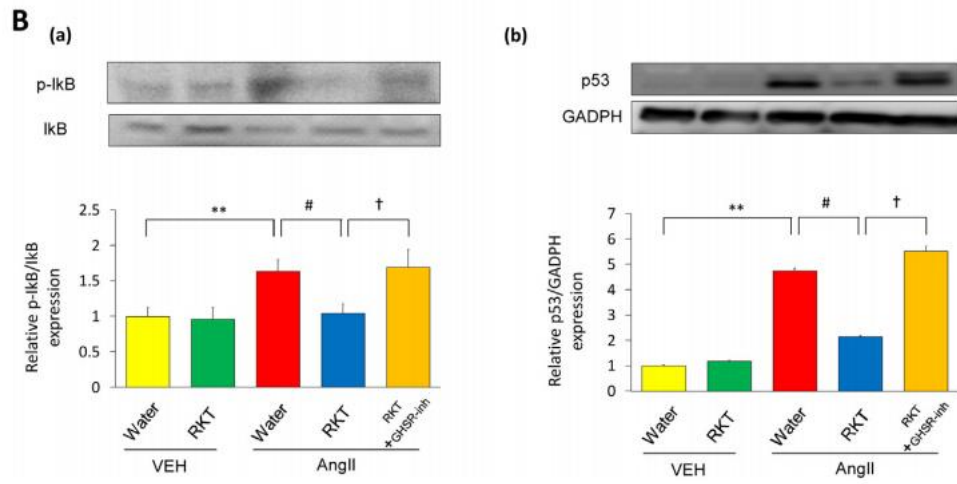 B
(a)
p-IkB
IkB
Relative p-IkB/IkB
expression
2
1.5
1
0.5
0
**
#
†
Water
RKT
Water
RKT
RKT
+GHSR-inh
VEH
AngII
(b)
p53
GADPH
Relative p53/GADPH
expression
7
6
5
4
3
2
1
0
**
#
†
Water
RKT
Water
RKT
RKT
+GHSR-inh
VEH
AngII